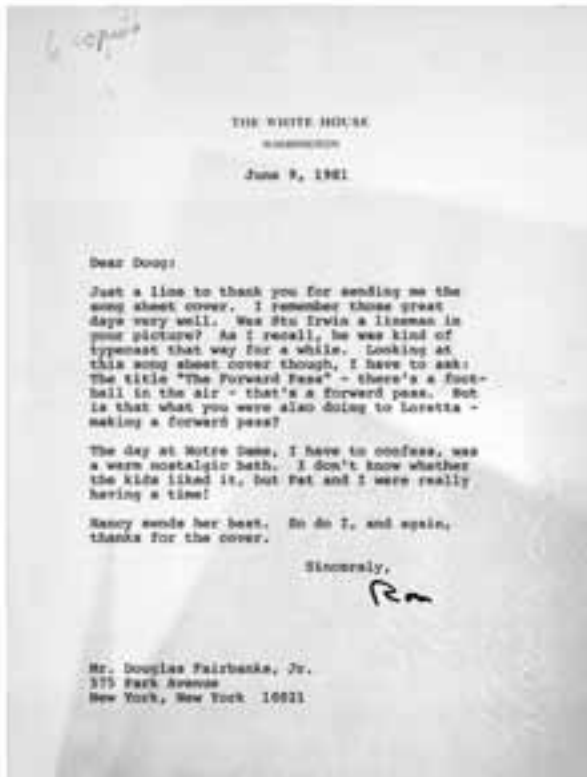 THE WHITE HOUSE
WASHINGTON
June 9, 1981
Dear Doug:
Just a line to thank you for sending me the
song sheet cover. I remember those great
days very well. Was Stu Irwin a lineman in
your picture? As I recall, he was kind of
typecast that way for a while. Looking at
this song sheet cover though, I have to ask:
The title "The Forward Pass" - there's a foot-
ball in the air - that's a forward pass. But
is that what you were also doing to Loretta -
making a forward pass?
The day at Notre Dame, I have to confess, was
a warm nostalgic bath. I don't know whether
the kids liked it, but Pat and I were really
having a time!
Nancy sends her best. So do I, and again,
thanks for the cover.
Sincerely,
Ron
Mr. Douglas Fairbanks, Jr.
575 Park Avenue
New York, New York 10021